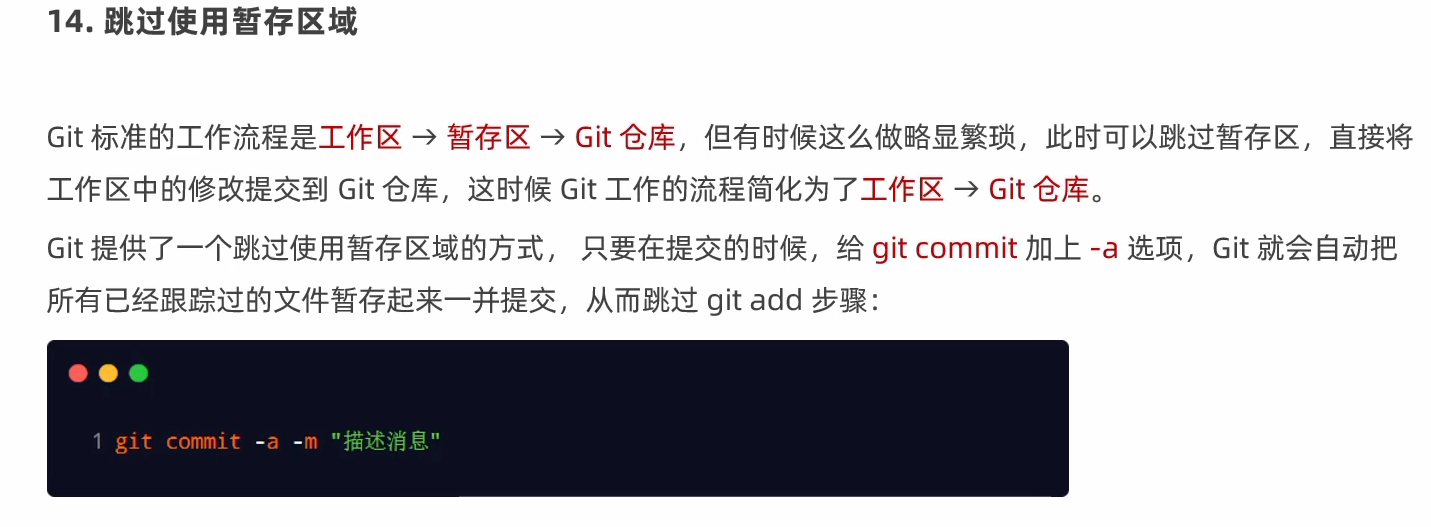 14. 跳过使用暂存区域
Git 标准的工作流程是工作区 → 暂存区 → Git 仓库，但有时候这么做略显繁琐，此时可以跳过暂存区，直接将
工作区中的修改提交到 Git 仓库，这时候 Git 工作的流程简化为了工作区 → Git 仓库。
Git 提供了一个跳过使用暂存区域的方式， 只要在提交的时候，给 git commit 加上 -a 选项，Git 就会自动把
所有已经跟踪过的文件暂存起来一并提交，从而跳过 git add 步骤：
1 git commit -a -m "描述消息"